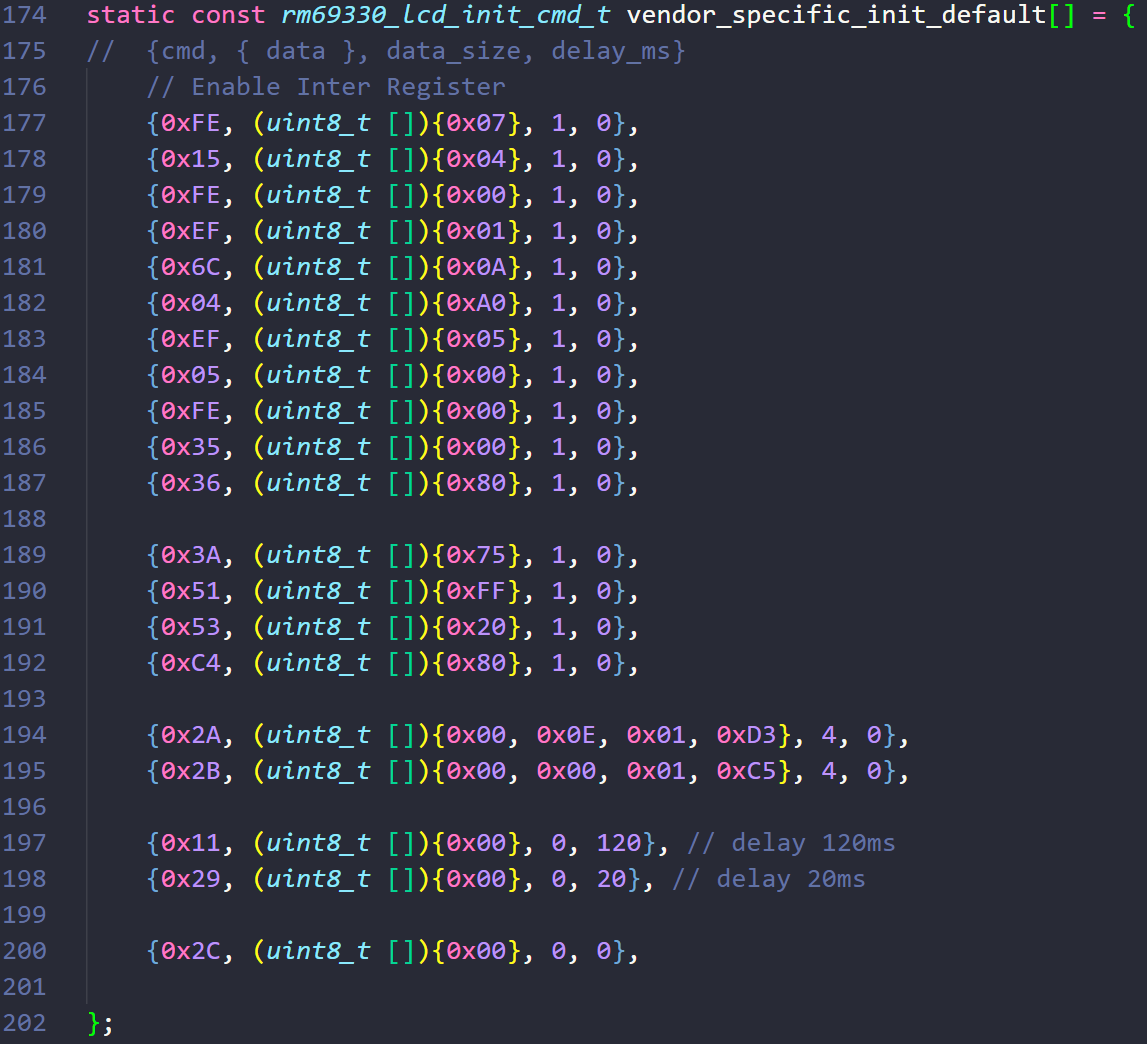 174 static const rm69330_lcd_init_cmd_t vendor_specific_init_default[] = {
175 //  {cmd, { data }, data_size, delay_ms}
176     // Enable Inter Register
177     {0xFE, (uint8_t []){0x07}, 1, 0},
178     {0x15, (uint8_t []){0x04}, 1, 0},
179     {0xFE, (uint8_t []){0x00}, 1, 0},
180     {0xEF, (uint8_t []){0x01}, 1, 0},
181     {0x6C, (uint8_t []){0x0A}, 1, 0},
182     {0x04, (uint8_t []){0xA0}, 1, 0},
183     {0xEF, (uint8_t []){0x05}, 1, 0},
184     {0x05, (uint8_t []){0x00}, 1, 0},
185     {0xFE, (uint8_t []){0x00}, 1, 0},
186     {0x35, (uint8_t []){0x00}, 1, 0},
187     {0x36, (uint8_t []){0x80}, 1, 0},
188
189     {0x3A, (uint8_t []){0x75}, 1, 0},
190     {0x51, (uint8_t []){0xFF}, 1, 0},
191     {0x53, (uint8_t []){0x20}, 1, 0},
192     {0xC4, (uint8_t []){0x80}, 1, 0},
193
194     {0x2A, (uint8_t []){0x00, 0x0E, 0x01, 0xD3}, 4, 0},
195     {0x2B, (uint8_t []){0x00, 0x00, 0x01, 0xC5}, 4, 0},
196
197     {0x11, (uint8_t []){0x00}, 0, 120}, // delay 120ms
198     {0x29, (uint8_t []){0x00}, 0, 20}, // delay 20ms
199
200     {0x2C, (uint8_t []){0x00}, 0, 0},
201
202 };